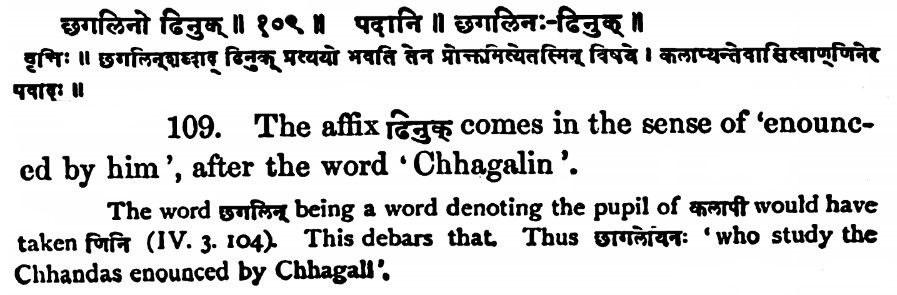 छगलिनो ढिनुक् ॥ १०९ ॥ पदानि ॥ छगलिनः-ढिनुक् ॥
वृत्तिः ॥ छगलिन्शब्दाद् ढिनुक् प्रत्ययो भवति तेन प्रोक्तमित्येतस्मिन् विषये । कलाप्यन्तेवासित्वाण्णिनेर
पवादः ॥
109. The affix ढिनुक् comes in the sense of ‘enounc-
ed by him’, after the word ‘Chhagalin’.
The word छगलिन् being a word denoting the pupil of कलापी would have
taken णिनि (IV. 3. 104). This debars that. Thus छागलेयिनः ‘who study the
Chhandas enounced by Chhagali’.